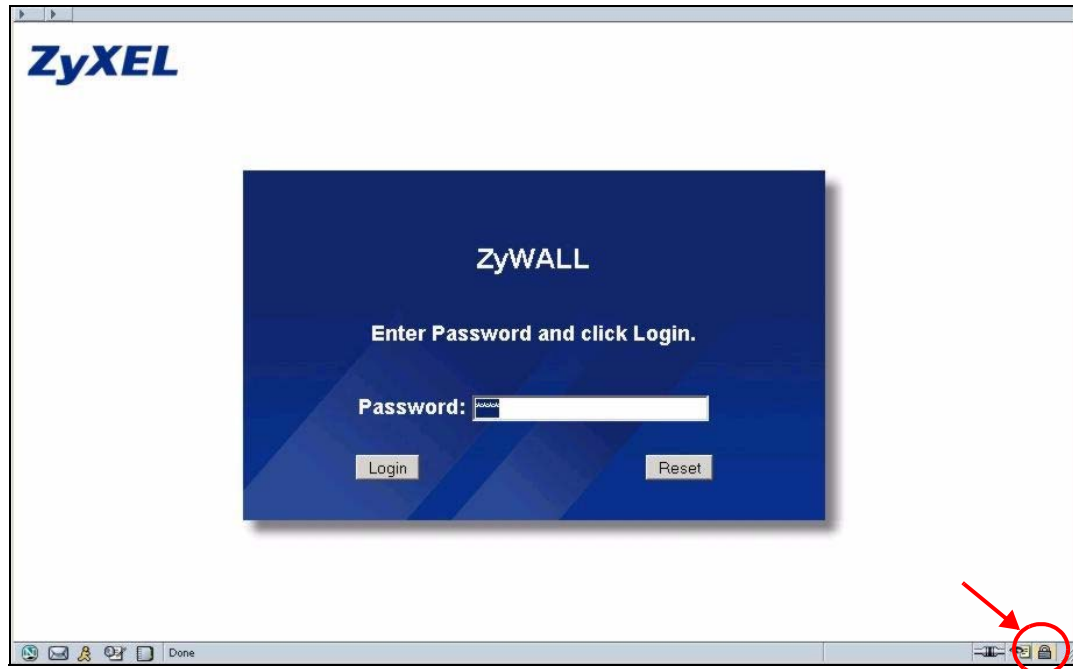 ZyXEL
ZyWALL
Enter Password and click Login.
Password: ****
Login Reset
Done